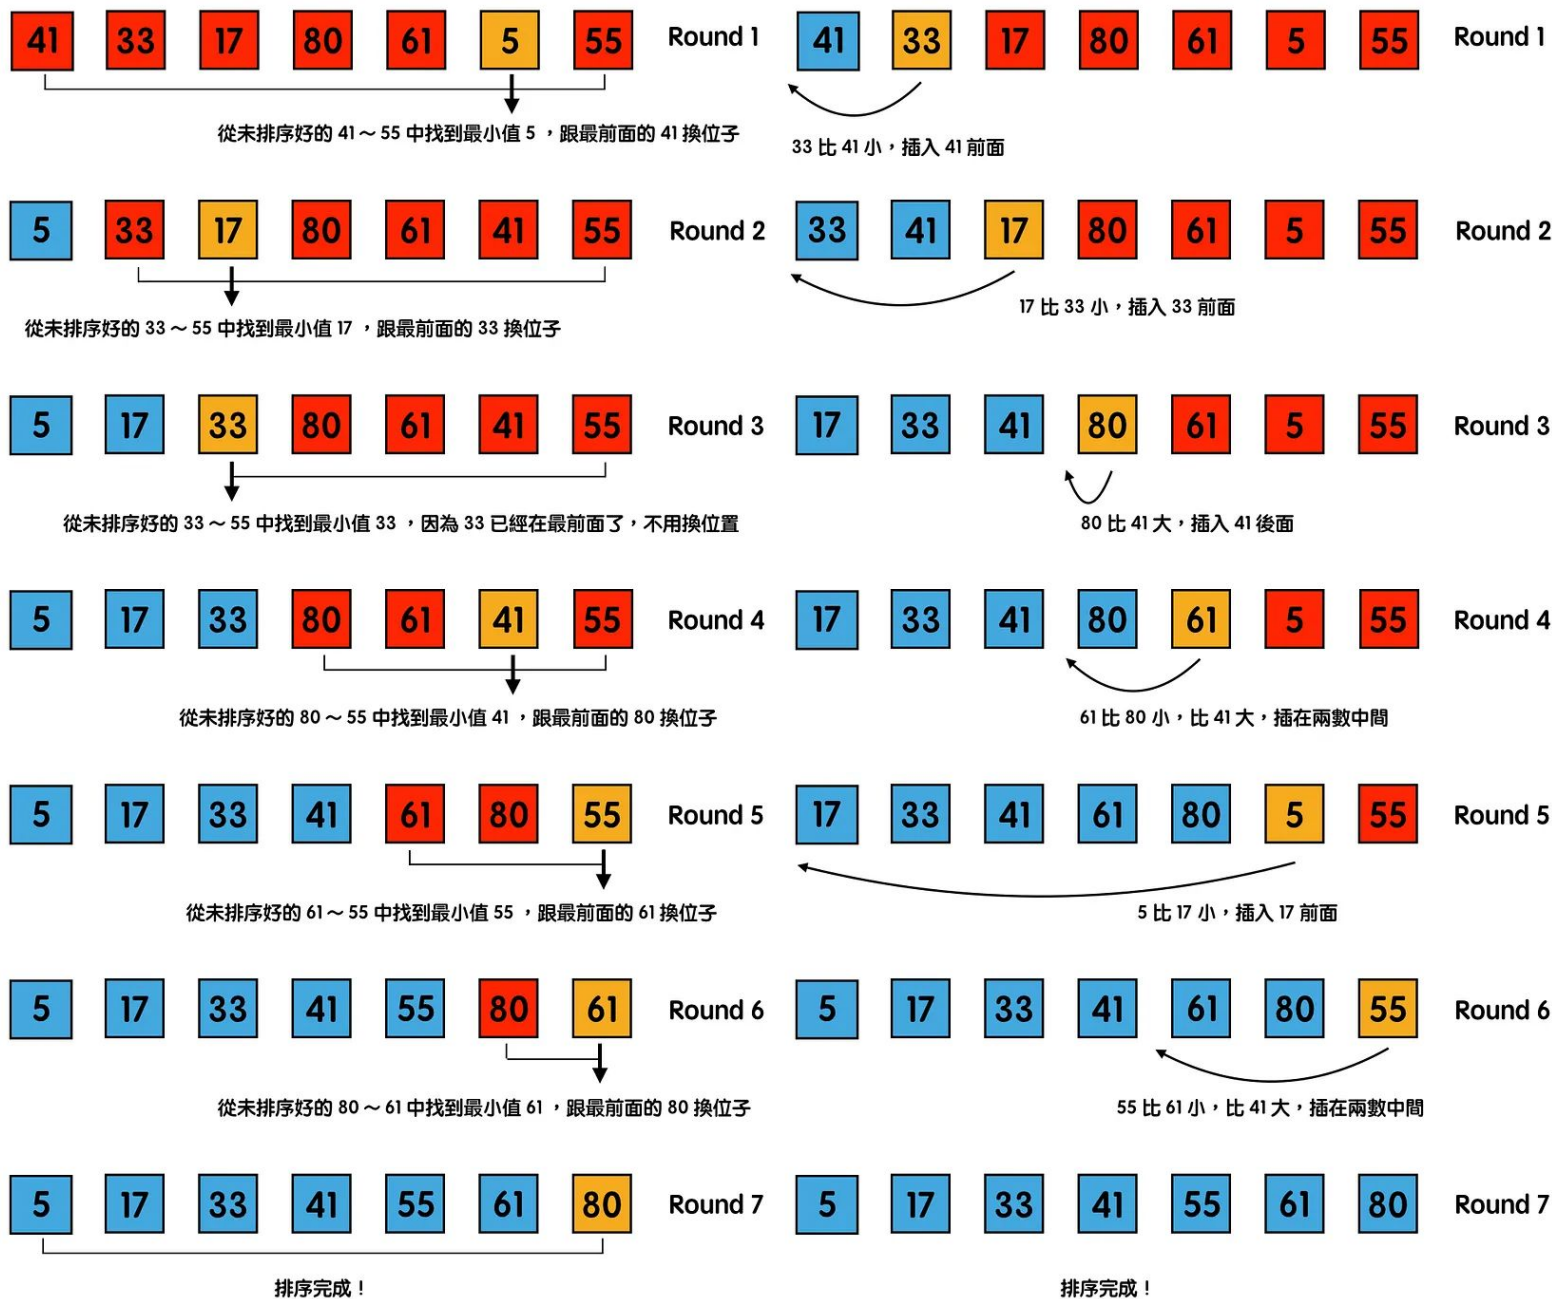 41 33 17 80 61 5 55 Round 1
從未排序好的 41～55 中找到最小值 5 ，跟最前面的 41 換位子
5 33 17 80 61 41 55 Round 2
從未排序好的 33～55 中找到最小值 17 ，跟最前面的 33 換位子
5 17 33 80 61 41 55 Round 3
從未排序好的 33～55 中找到最小值 33 ，因為 33 已經在最前面了，不用換位置
5 17 33 80 61 41 55 Round 4
從未排序好的 80～55 中找到最小值 41 ，跟最前面的 80 換位子
5 17 33 41 61 80 55 Round 5
從未排序好的 61～55 中找到最小值 55 ，跟最前面的 61 換位子
5 17 33 41 55 80 61 Round 6
從未排序好的 80～61 中找到最小值 61 ，跟最前面的 80 換位子
5 17 33 41 55 61 80 Round 7
排序完成！
41 33 17 80 61 5 55 Round 1
33 比 41 小，插入 41 前面
33 41 17 80 61 5 55 Round 2
17 比 33 小，插入 33 前面
17 33 41 80 61 5 55 Round 3
80 比 41 大，插入 41 後面
17 33 41 80 61 5 55 Round 4
61 比 80 小，比 41 大，插在兩數中間
17 33 41 61 80 5 55 Round 5
5 比 17 小，插入 17 前面
5 17 33 41 61 80 55 Round 6
55 比 61 小，比 41 大，插在兩數中間
5 17 33 41 55 61 80 Round 7
排序完成！